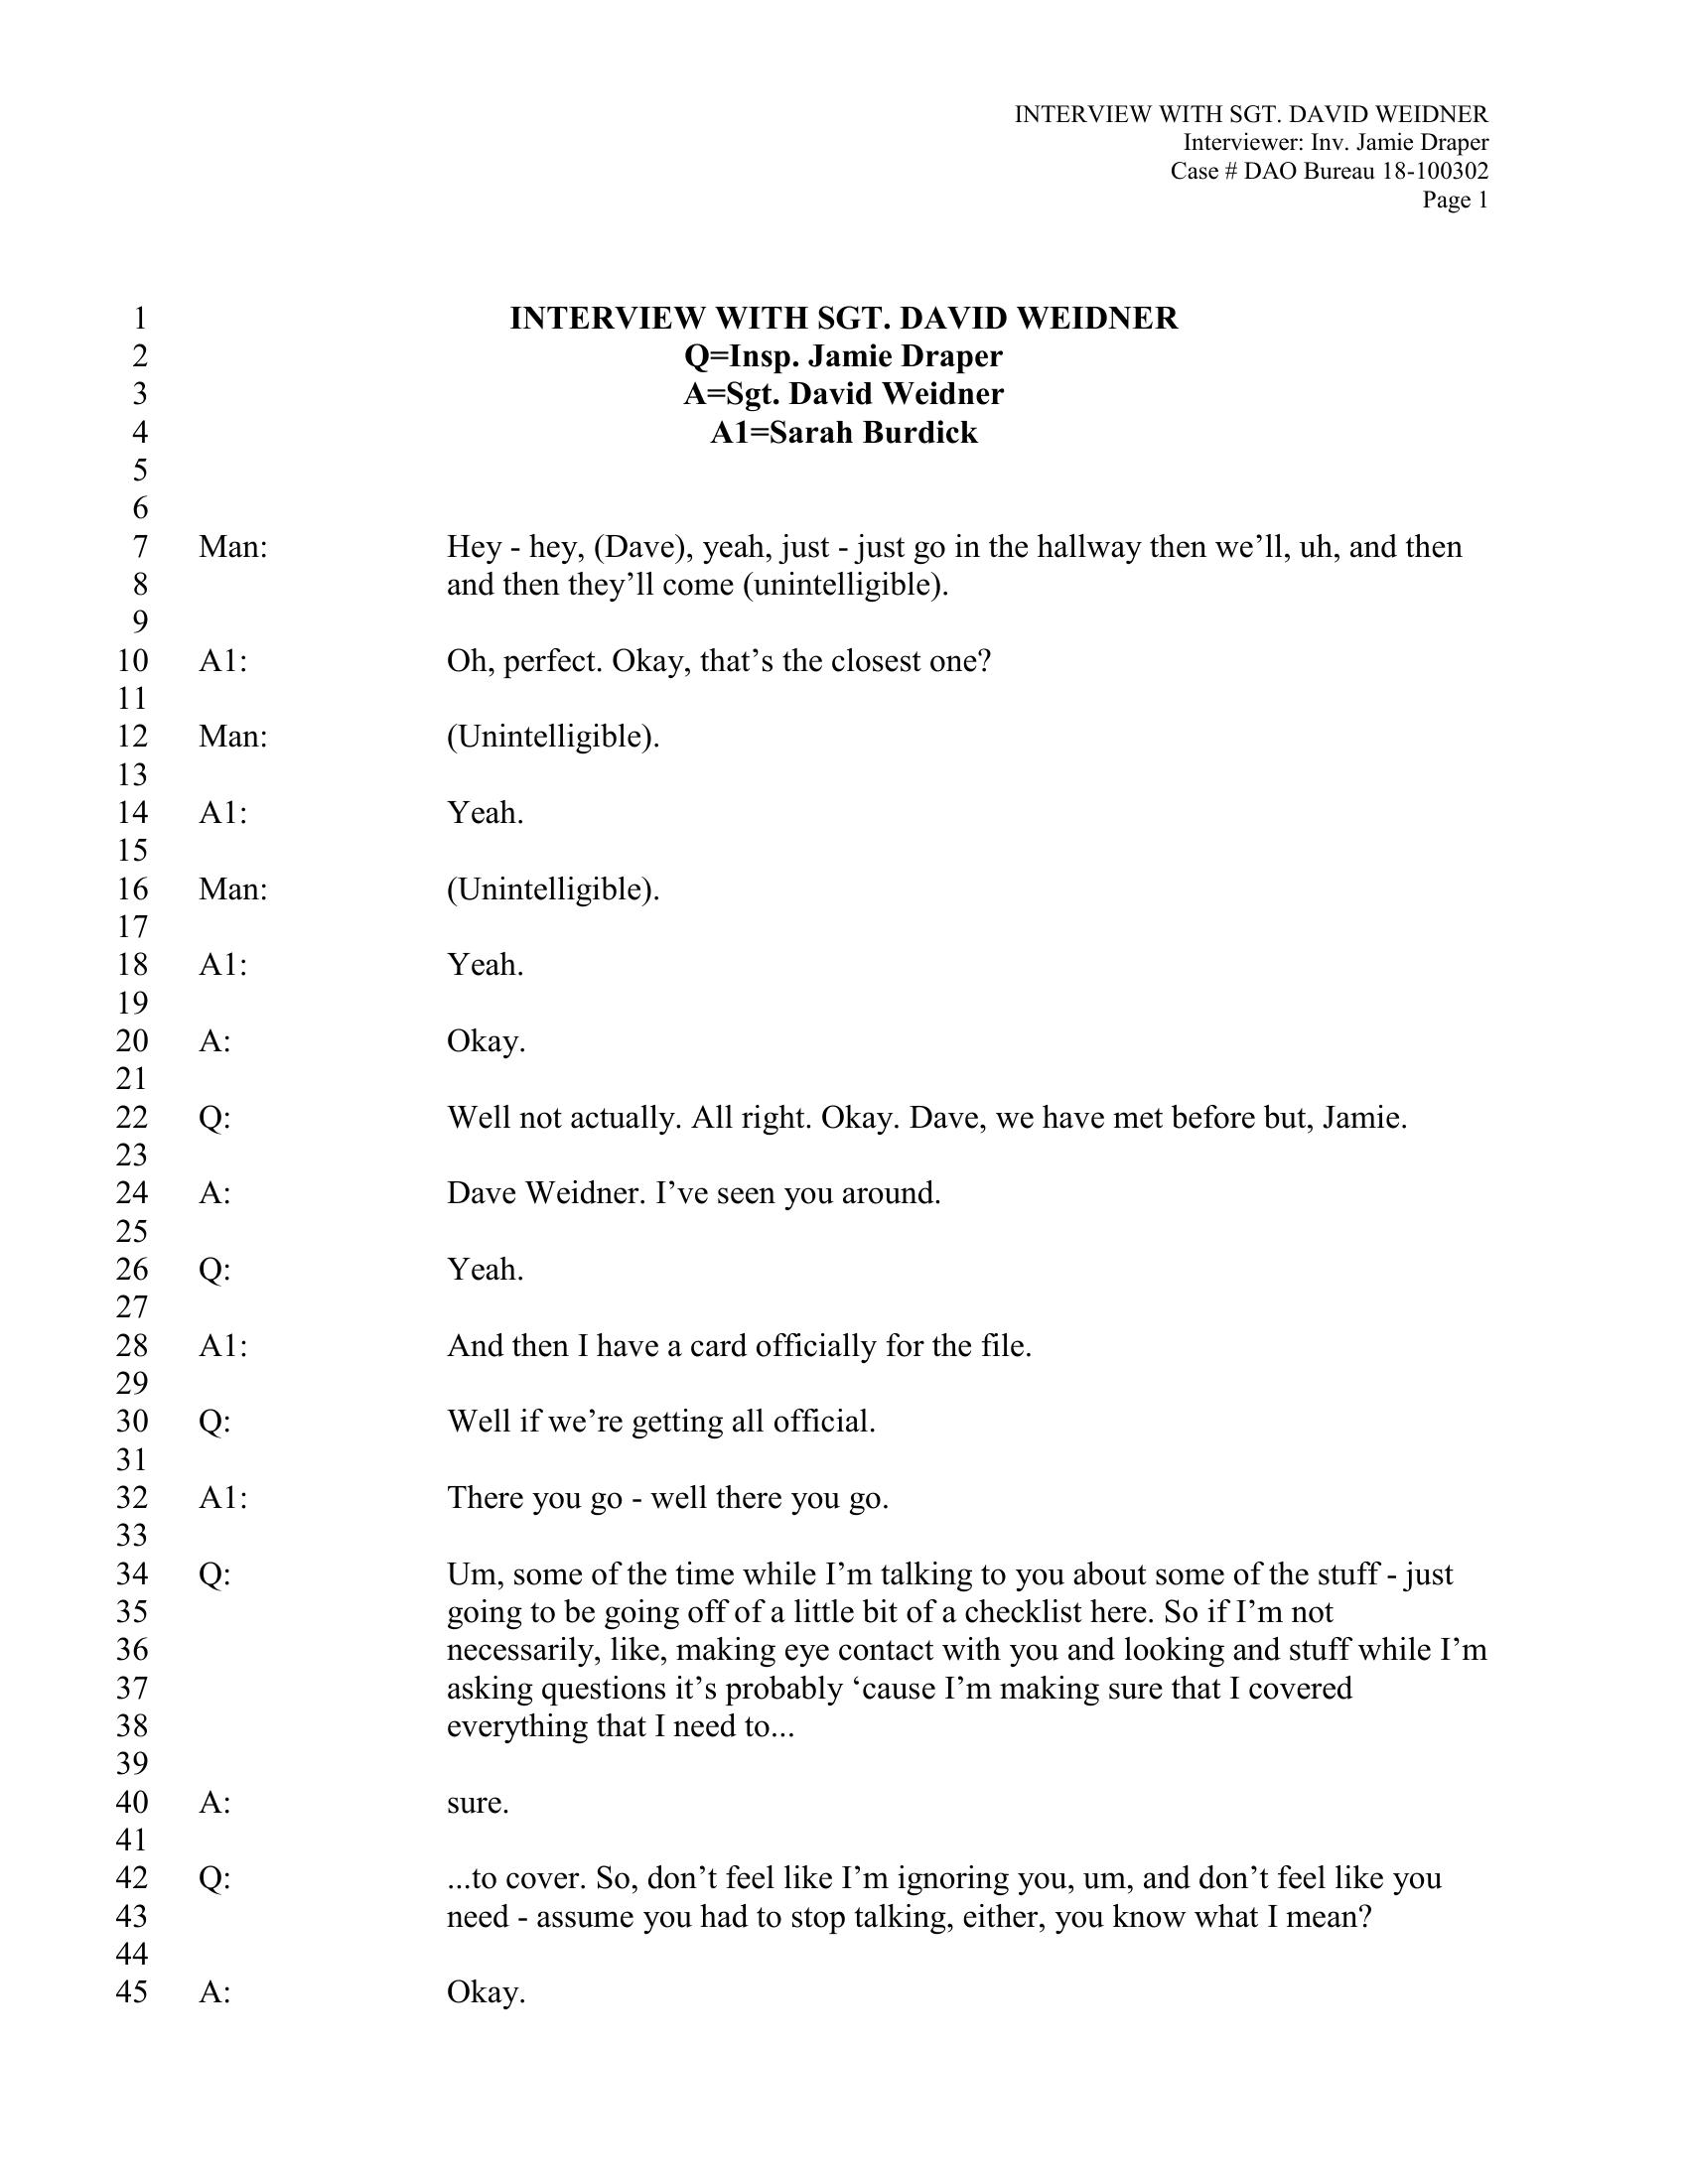 INTERVIEW WITH SGT. DAVID WEIDNER
Interviewer: Inv. Jamie Draper
Case # DAO Bureau 18-100302
Page 1
1 INTERVIEW WITH SGT. DAVID WEIDNER
2 Q=Insp. Jamie Draper
3 A=Sgt. David Weidner
4 A1=Sarah Burdick
5
6
7 Man: Hey - hey, (Dave), yeah, just - just go in the hallway then we’ll, uh, and then
8 and then they’ll come (unintelligible).
9
10 A1: Oh, perfect. Okay, that’s the closest one?
11
12 Man: (Unintelligible).
13
14 A1: Yeah.
15
16 Man: (Unintelligible).
17
18 A1: Yeah.
19
20 A: Okay.
21
22 Q: Well not actually. All right. Okay. Dave, we have met before but, Jamie.
23
24 A: Dave Weidner. I’ve seen you around.
25
26 Q: Yeah.
27
28 A1: And then I have a card officially for the file.
29
30 Q: Well if we’re getting all official.
31
32 A1: There you go - well there you go.
33
34 Q: Um, some of the time while I’m talking to you about some of the stuff - just
35 going to be going off of a little bit of a checklist here. So if I’m not
36 necessarily, like, making eye contact with you and looking and stuff while I’m
37 asking questions it’s probably ‘cause I’m making sure that I covered
38 everything that I need to...
39
40 A: sure.
41
42 Q: ...to cover. So, don’t feel like I’m ignoring you, um, and don’t feel like you
43 need - assume you had to stop talking, either, you know what I mean?
44
45 A: Okay.